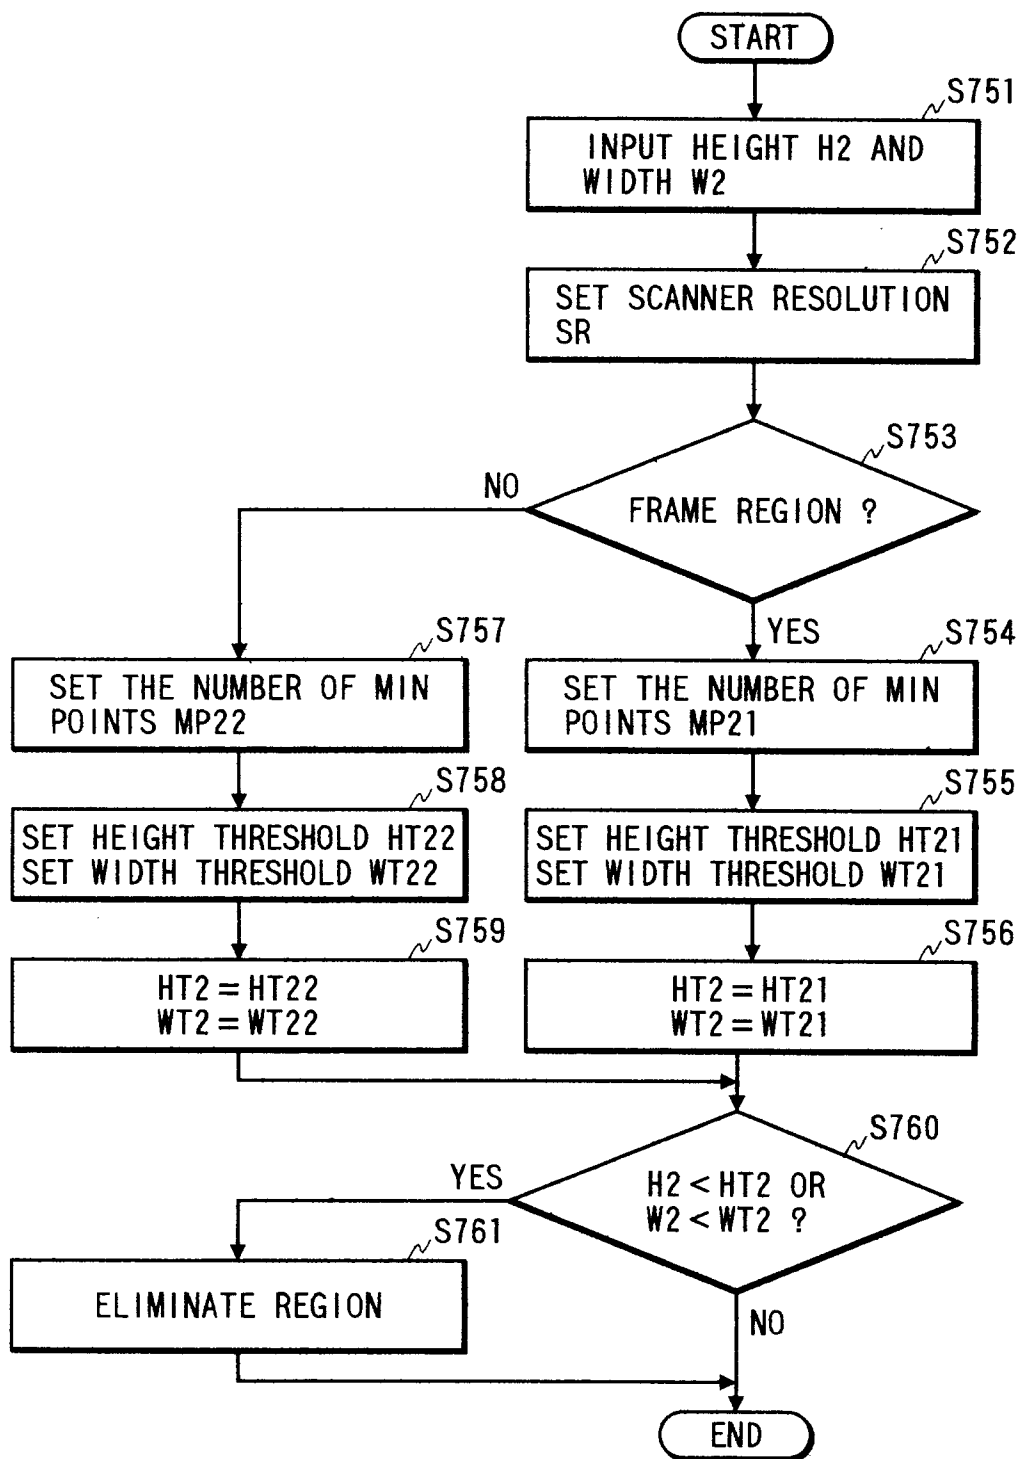 START
S751
INPUT HEIGHT H2 AND
WIDTH W2
S752
SET SCANNER RESOLUTION
SR
S753
FRAME REGION ?
NO
YES
S757
SET THE NUMBER OF MIN
POINTS MP22
S754
SET THE NUMBER OF MIN
POINTS MP21
S758
SET HEIGHT THRESHOLD HT22
SET WIDTH THRESHOLD WT22
S755
SET HEIGHT THRESHOLD HT21
SET WIDTH THRESHOLD WT21
S759
HT2 = HT22
WT2 = WT22
S756
HT2 = HT21
WT2 = WT21
S760
H2 < HT2 OR
W2 < WT2 ?
YES
S761
ELIMINATE REGION
NO
END